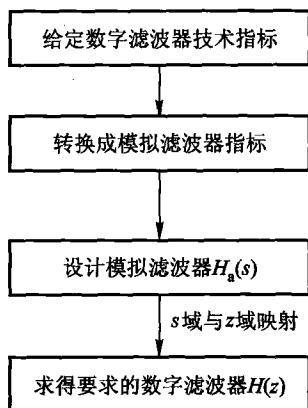 给定数字滤波器技术指标
转换成模拟滤波器指标
设计模拟滤波器Hₐ(s)
s域与z域映射
求得要求的数字滤波器H(z)